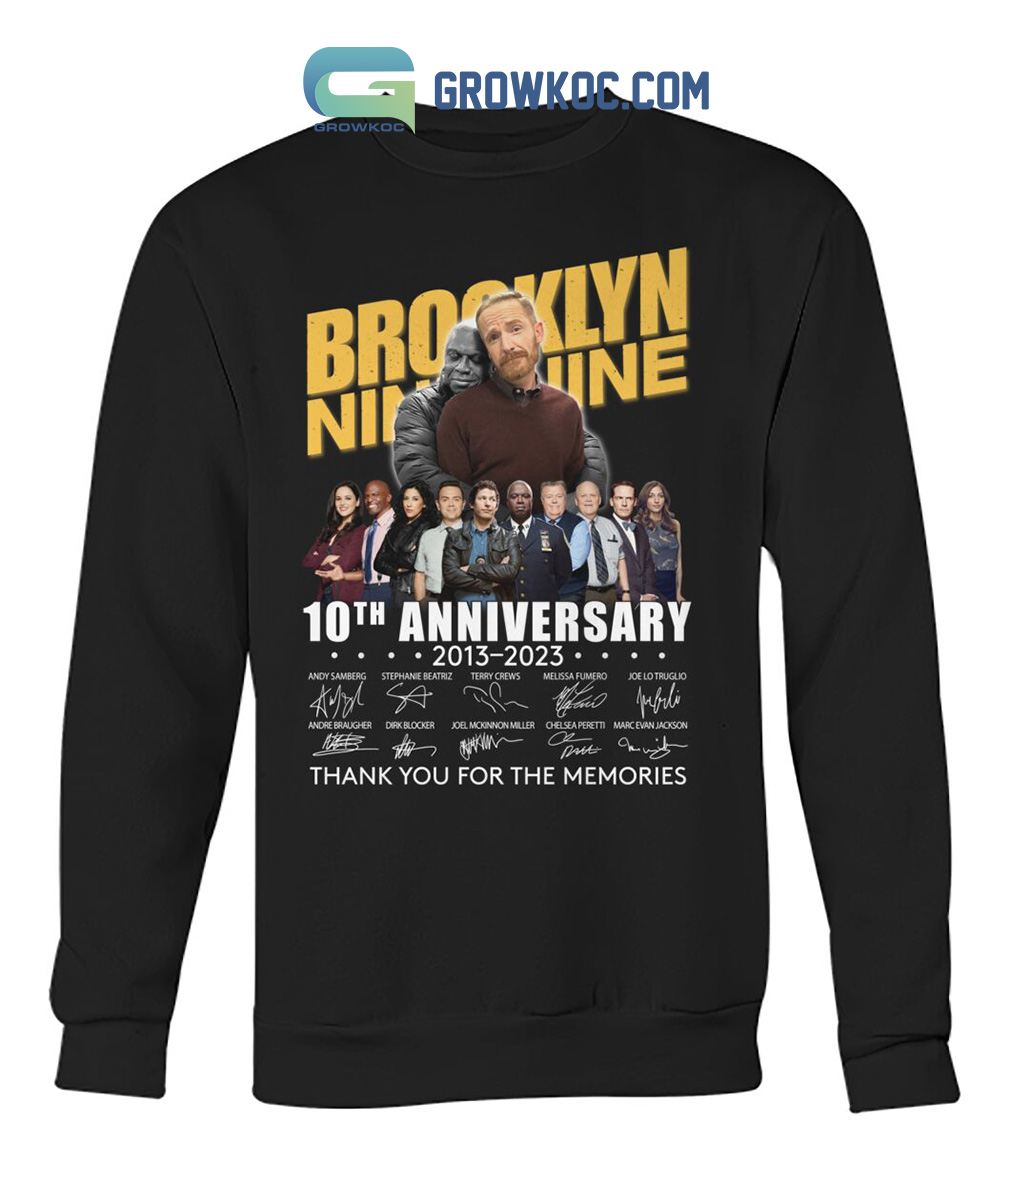 GROWKOC.COM
GROWKOC
BROOKLYN
NINE-NINE
10TH ANNIVERSARY
2013-2023
ANDY SAMBERG STEPHANIE BEATRIZ TERRY CREWS MELISSA FUMERO JOE LO TRUGLIO
ANDRE BRAUGHER DIRK BLOCKER JOEL MCKINNON MILLER CHELSEA PERETTI MARC EVAN JACKSON
THANK YOU FOR THE MEMORIES